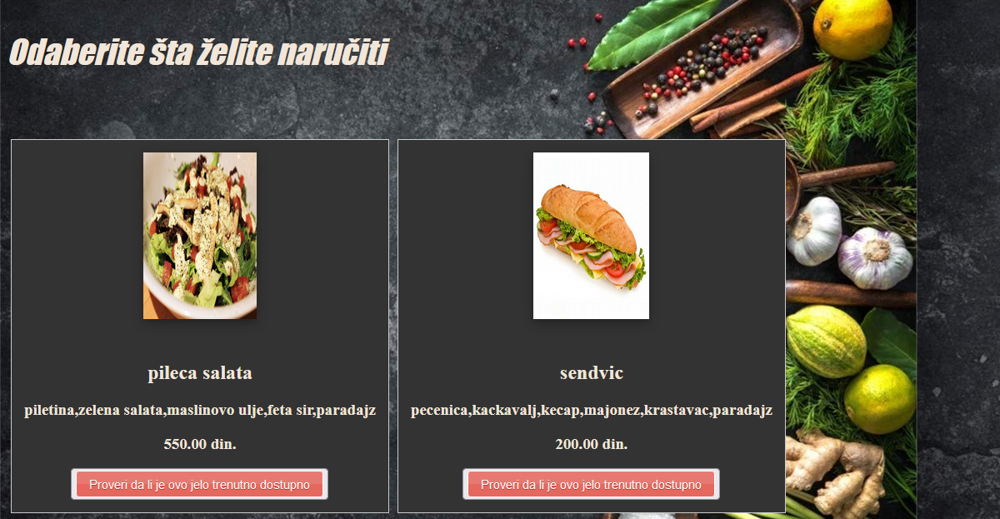 Odaberite šta želite naručiti
pileca salata
piletina,zelena salata,maslinovo ulje,feta sir,paradajz
550.00 din.
Proveri da li je ovo jelo trenutno dostupno
sendvic
pecenica,kackavalj,kecap,majonez,krastavac,paradajz
200.00 din.
Proveri da li je ovo jelo trenutno dostupno